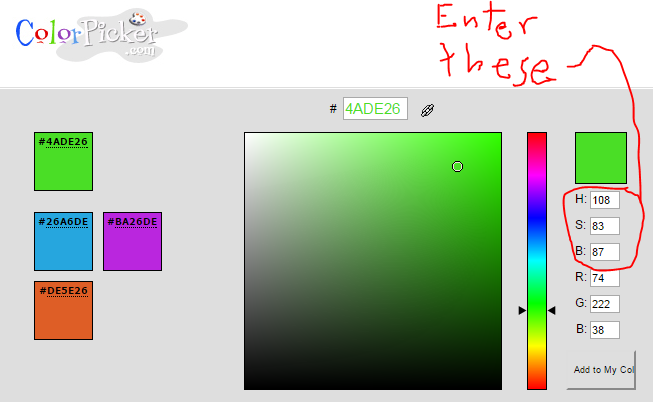 ColorPicker
.com
Enter
these
# 4ADE26
#4ADE26
#26A6DE #BA26DE
#DE5E26
H: 108
S: 83
B: 87
R: 74
G: 222
B: 38
Add to My Col